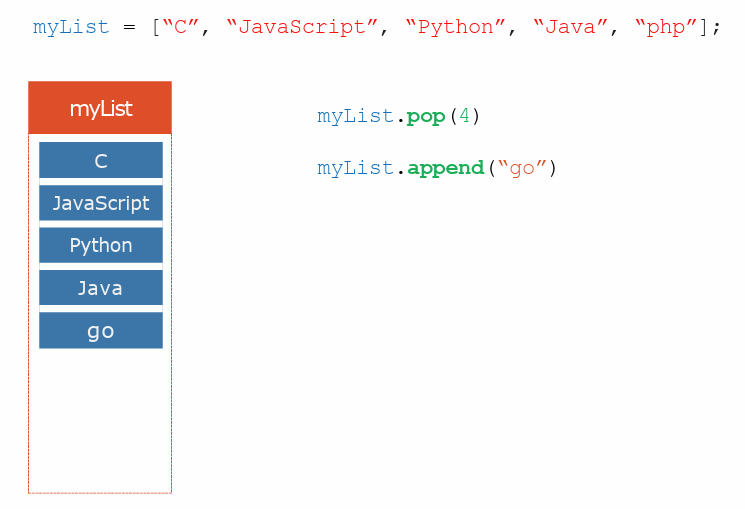 myList = [“C”, “JavaScript”, “Python”, “Java”, “php”];
myList
C
JavaScript
Python
Java
go
myList.pop(4)
myList.append(“go”)